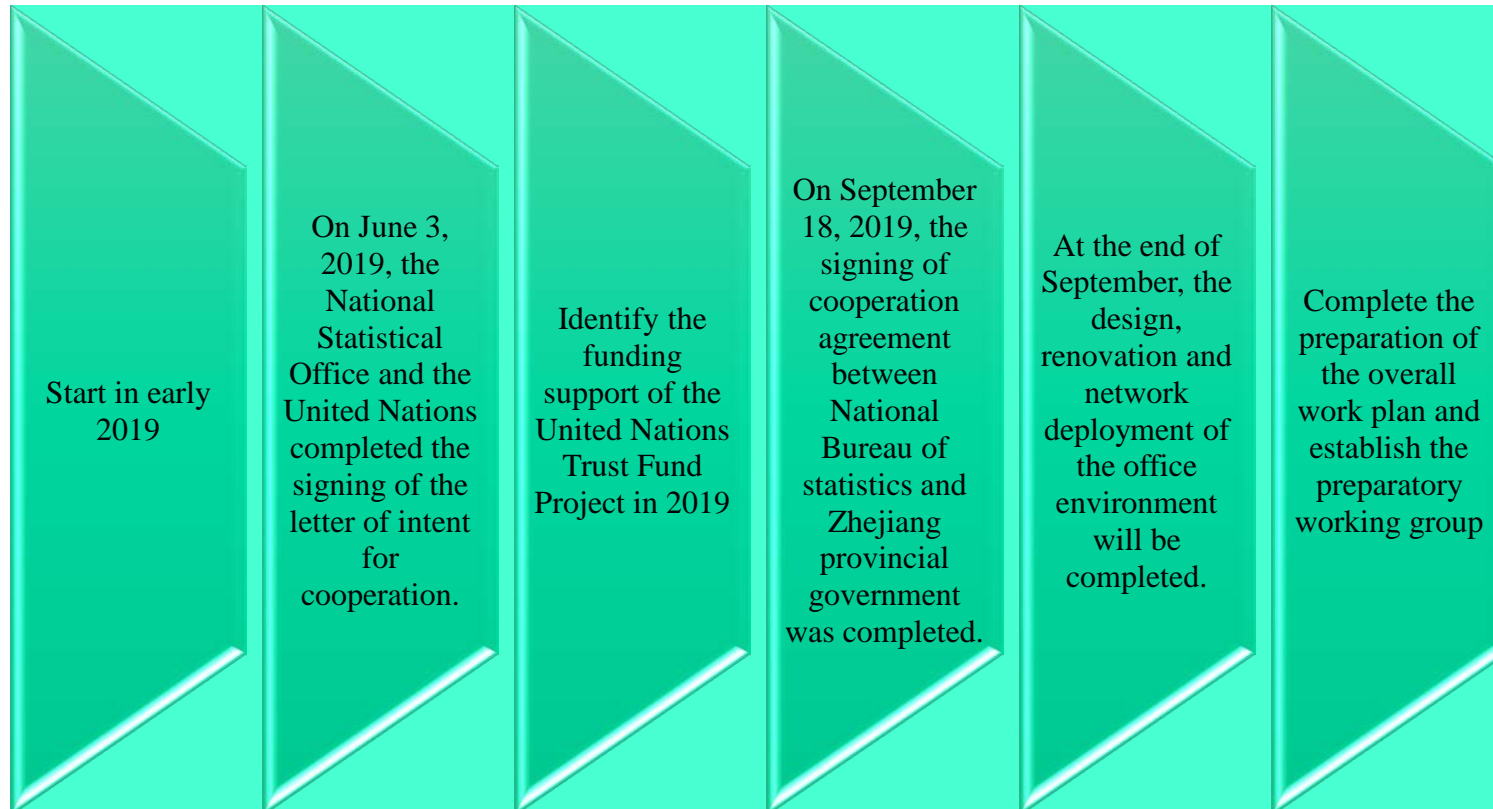 Start in early
2019
On June 3,
2019, the
National
Statistical
Office and the
United Nations
completed the
signing of the
letter of intent
for
cooperation.
Identify the
funding
support of the
United Nations
Trust Fund
Project in 2019
On September
18, 2019, the
signing of
cooperation
agreement
between
National
Bureau of
statistics and
Zhejiang
provincial
government
was completed.
At the end of
September, the
design,
renovation and
network
deployment of
the office
environment
will be
completed.
Complete the
preparation of
the overall
work plan and
establish the
preparatory
working group